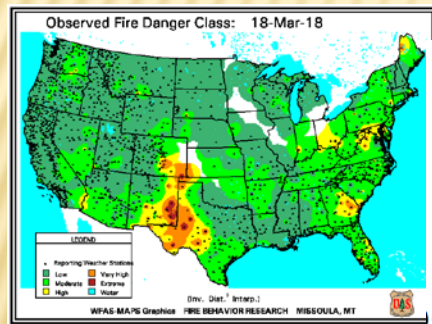 Observed Fire Danger Class: 18-Mar-18
LEGEND
Reporting Weather Stations
Low
Very High
Moderate
Extreme
High
Water
(Inv. Dist.² Interp.)
WFAS-MAPS Graphics FIRE BEHAVIOR RESEARCH MISSOULA, MT